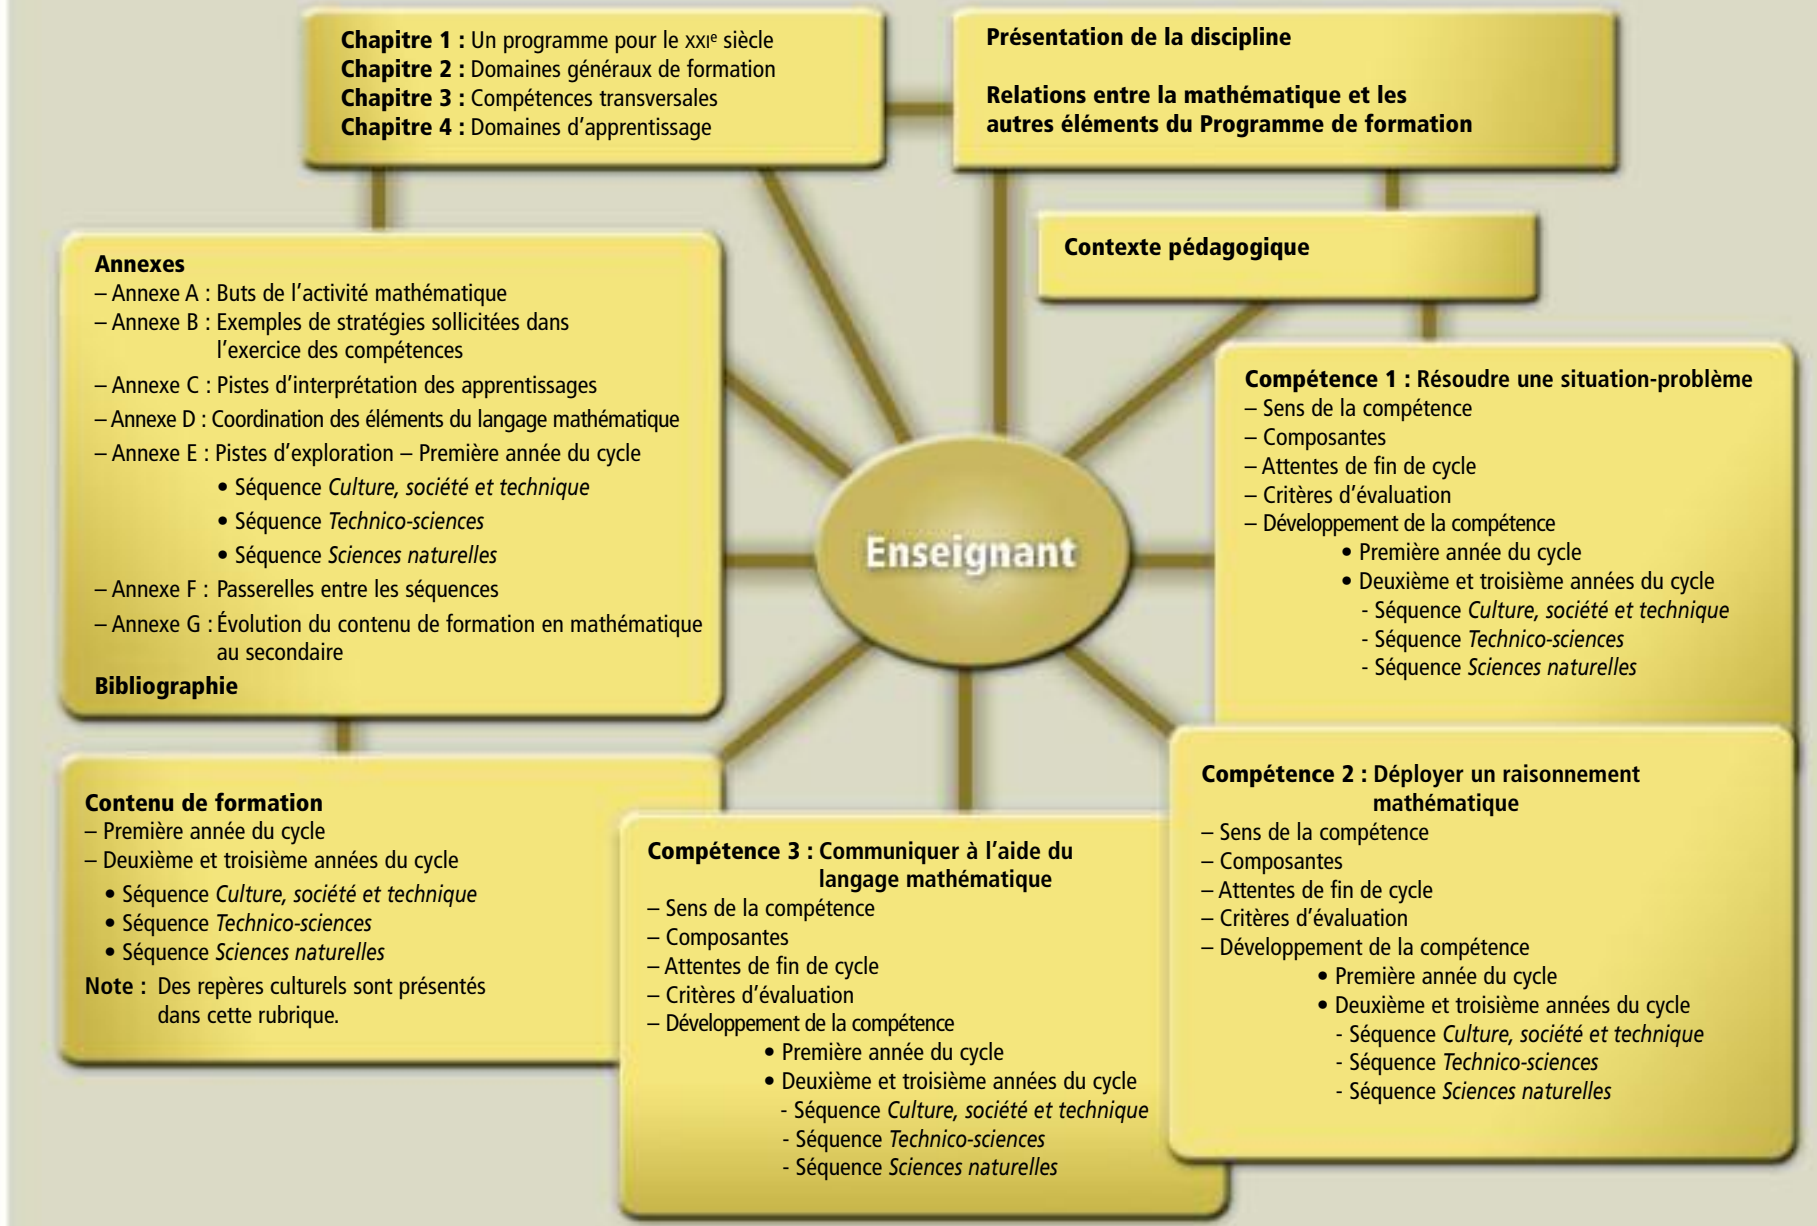 Chapitre 1 : Un programme pour le XXIe siècle
Chapitre 2 : Domaines généraux de formation
Chapitre 3 : Compétences transversales
Chapitre 4 : Domaines d'apprentissage
Présentation de la discipline
Relations entre la mathématique et les
autres éléments du Programme de formation
Contexte pédagogique
Annexes
– Annexe A : Buts de l'activité mathématique
– Annexe B : Exemples de stratégies sollicitées dans
l'exercice des compétences
– Annexe C : Pistes d'interprétation des apprentissages
– Annexe D : Coordination des éléments du langage mathématique
– Annexe E : Pistes d'exploration – Première année du cycle
• Séquence Culture, société et technique
• Séquence Technico-sciences
• Séquence Sciences naturelles
– Annexe F : Passerelles entre les séquences
– Annexe G : Évolution du contenu de formation en mathématique
au secondaire
Bibliographie
Enseignant
Compétence 1 : Résoudre une situation-problème
– Sens de la compétence
– Composantes
– Attentes de fin de cycle
– Critères d'évaluation
– Développement de la compétence
• Première année du cycle
• Deuxième et troisième années du cycle
- Séquence Culture, société et technique
- Séquence Technico-sciences
- Séquence Sciences naturelles
Contenu de formation
– Première année du cycle
– Deuxième et troisième années du cycle
• Séquence Culture, société et technique
• Séquence Technico-sciences
• Séquence Sciences naturelles
Note : Des repères culturels sont présentés
dans cette rubrique.
Compétence 3 : Communiquer à l'aide du
langage mathématique
– Sens de la compétence
– Composantes
– Attentes de fin de cycle
– Critères d'évaluation
– Développement de la compétence
• Première année du cycle
• Deuxième et troisième années du cycle
- Séquence Culture, société et technique
- Séquence Technico-sciences
- Séquence Sciences naturelles
Compétence 2 : Déployer un raisonnement
mathématique
– Sens de la compétence
– Composantes
– Attentes de fin de cycle
– Critères d'évaluation
– Développement de la compétence
• Première année du cycle
• Deuxième et troisième années du cycle
- Séquence Culture, société et technique
- Séquence Technico-sciences
- Séquence Sciences naturelles